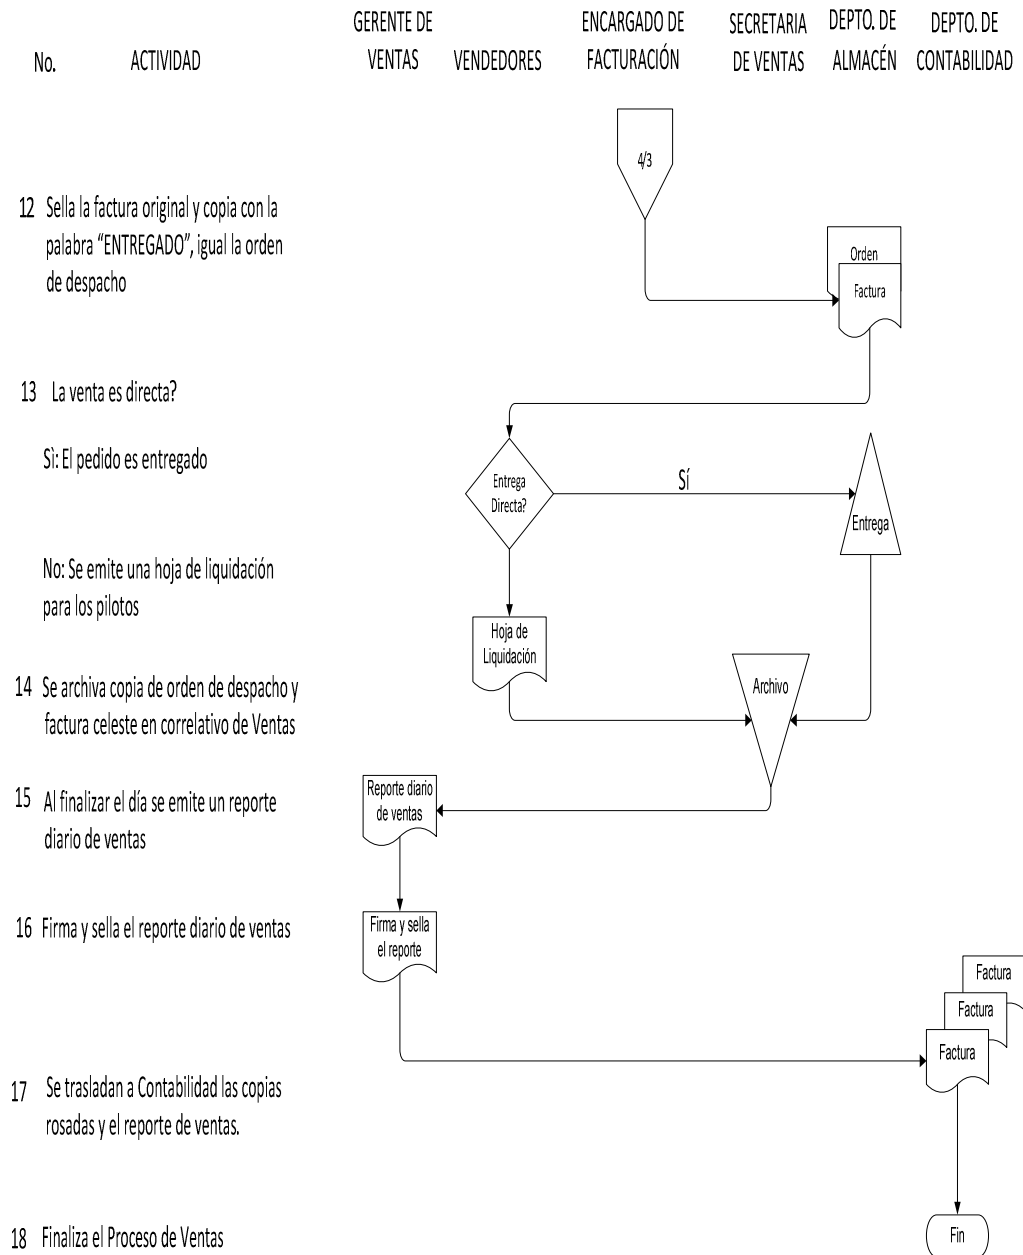 No.
ACTIVIDAD
GERENTE DE
VENTAS
VENDEDORES
ENCARGADO DE
FACTURACIÓN
SECRETARIA
DE VENTAS
DEPTO. DE
ALMACÉN
DEPTO. DE
CONTABILIDAD
4/3
12 Sella la factura original y copia con la
palabra “ENTREGADO”, igual la orden
de despacho
Orden
Factura
13 La venta es directa?
Sì: El pedido es entregado
Entrega
Directa?
Sí
Entrega
No: Se emite una hoja de liquidación
para los pilotos
Hoja de
Liquidación
14 Se archiva copia de orden de despacho y
factura celeste en correlativo de Ventas
Archivo
15 Al finalizar el día se emite un reporte
diario de ventas
Reporte diario
de ventas
16 Firma y sella el reporte diario de ventas
Firma y sella
el reporte
Factura
Factura
Factura
17 Se trasladan a Contabilidad las copias
rosadas y el reporte de ventas.
18 Finaliza el Proceso de Ventas
Fin